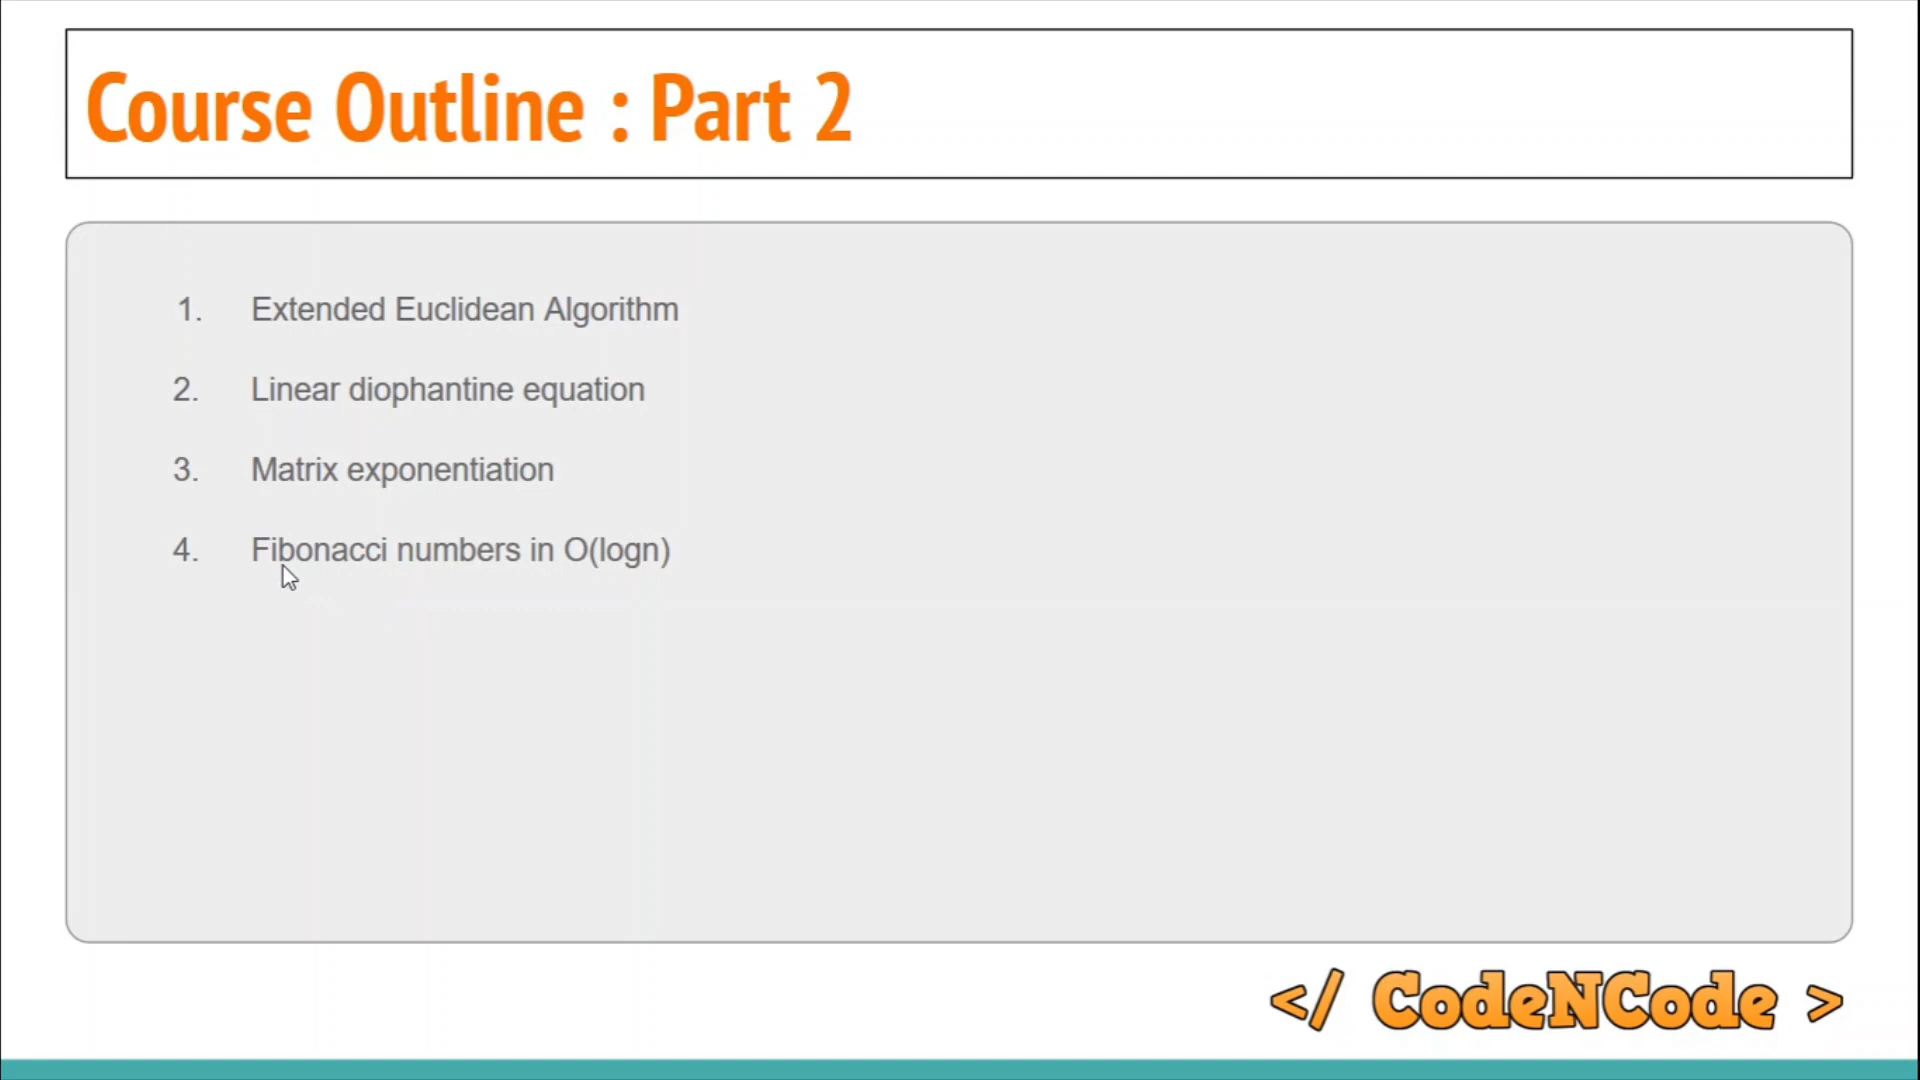 Course Outline : Part 2
1. Extended Euclidean Algorithm
2. Linear diophantine equation
3. Matrix exponentiation
4. Fibonacci numbers in O(logn)
</ CodeNCode >